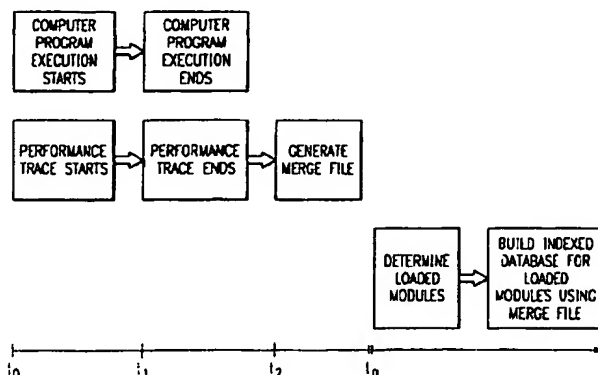 COMPUTER
PROGRAM
EXECUTION
STARTS
COMPUTER
PROGRAM
EXECUTION
ENDS
PERFORMANCE
TRACE STARTS
PERFORMANCE
TRACE ENDS
GENERATE
MERGE FILE
DETERMINE
LOADED
MODULES
BUILD INDEXED
DATABASE FOR
LOADED
MODULES USING
MERGE FILE
t0 t1 t2 tn